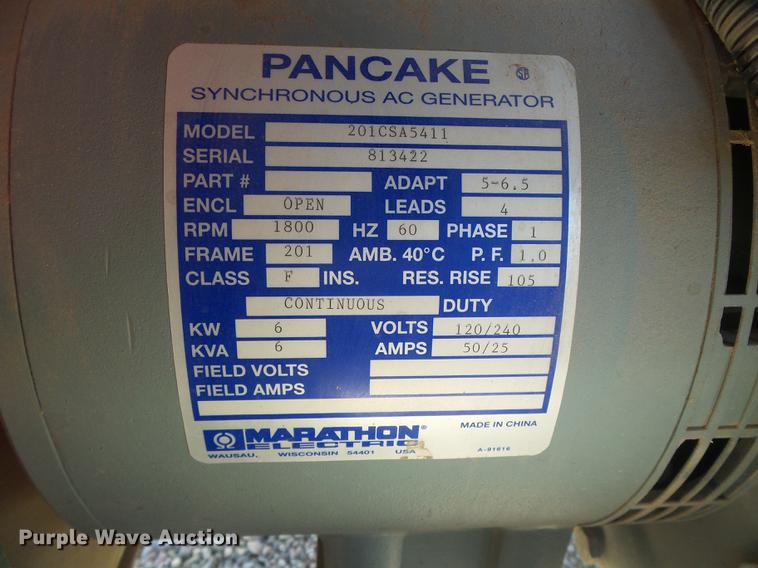 PANCAKE SA
SYNCHRONOUS AC GENERATOR
MODEL 201CSA5411
SERIAL 813422
PART # ADAPT 5-6.5
ENCL OPEN LEADS 4
RPM 1800 HZ 60 PHASE 1
FRAME 201 AMB. 40°C P. F. 1.0
CLASS F INS. RES. RISE 105
CONTINUOUS DUTY
KW 6 VOLTS 120/240
KVA 6 AMPS 50/25
FIELD VOLTS
FIELD AMPS
MARATHON® MADE IN CHINA
ELECTRIC
WAUSAU, WISCONSIN 54401 USA A-91616
Purple Wave Auction